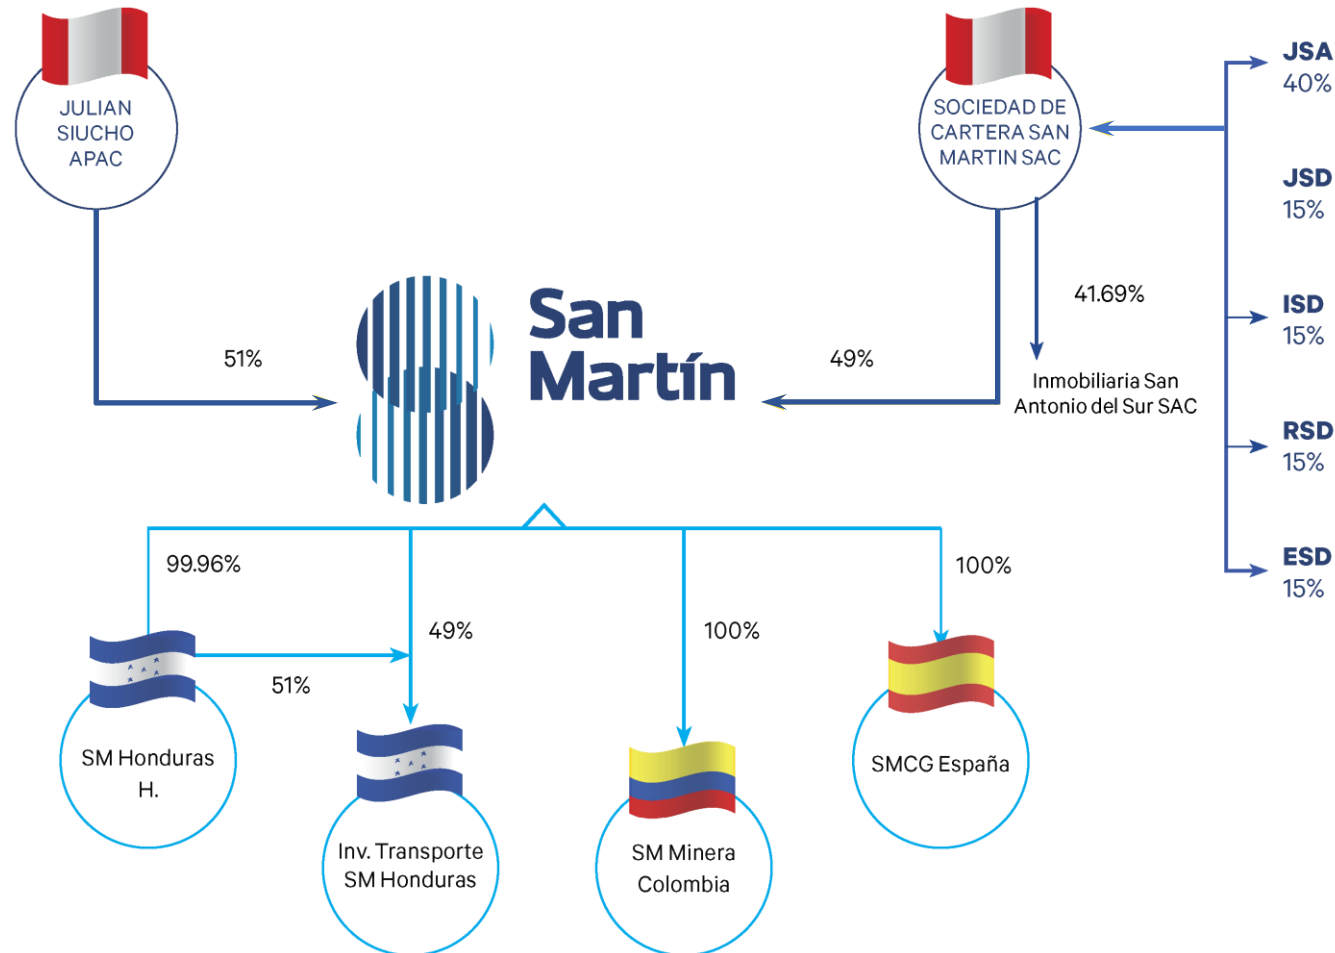 JULIAN
SIUCHO
APAC
SOCIEDAD DE
CARTERA SAN
MARTIN SAC
JSA
40%
JSD
15%
ISD
15%
RSD
15%
ESD
15%
San
Martín
51%
49%
41.69%
Inmobiliaria San
Antonio del Sur SAC
99.96%
49%
51%
100%
100%
SM Honduras
H.
Inv. Transporte
SM Honduras
SM Minera
Colombia
SMCG España